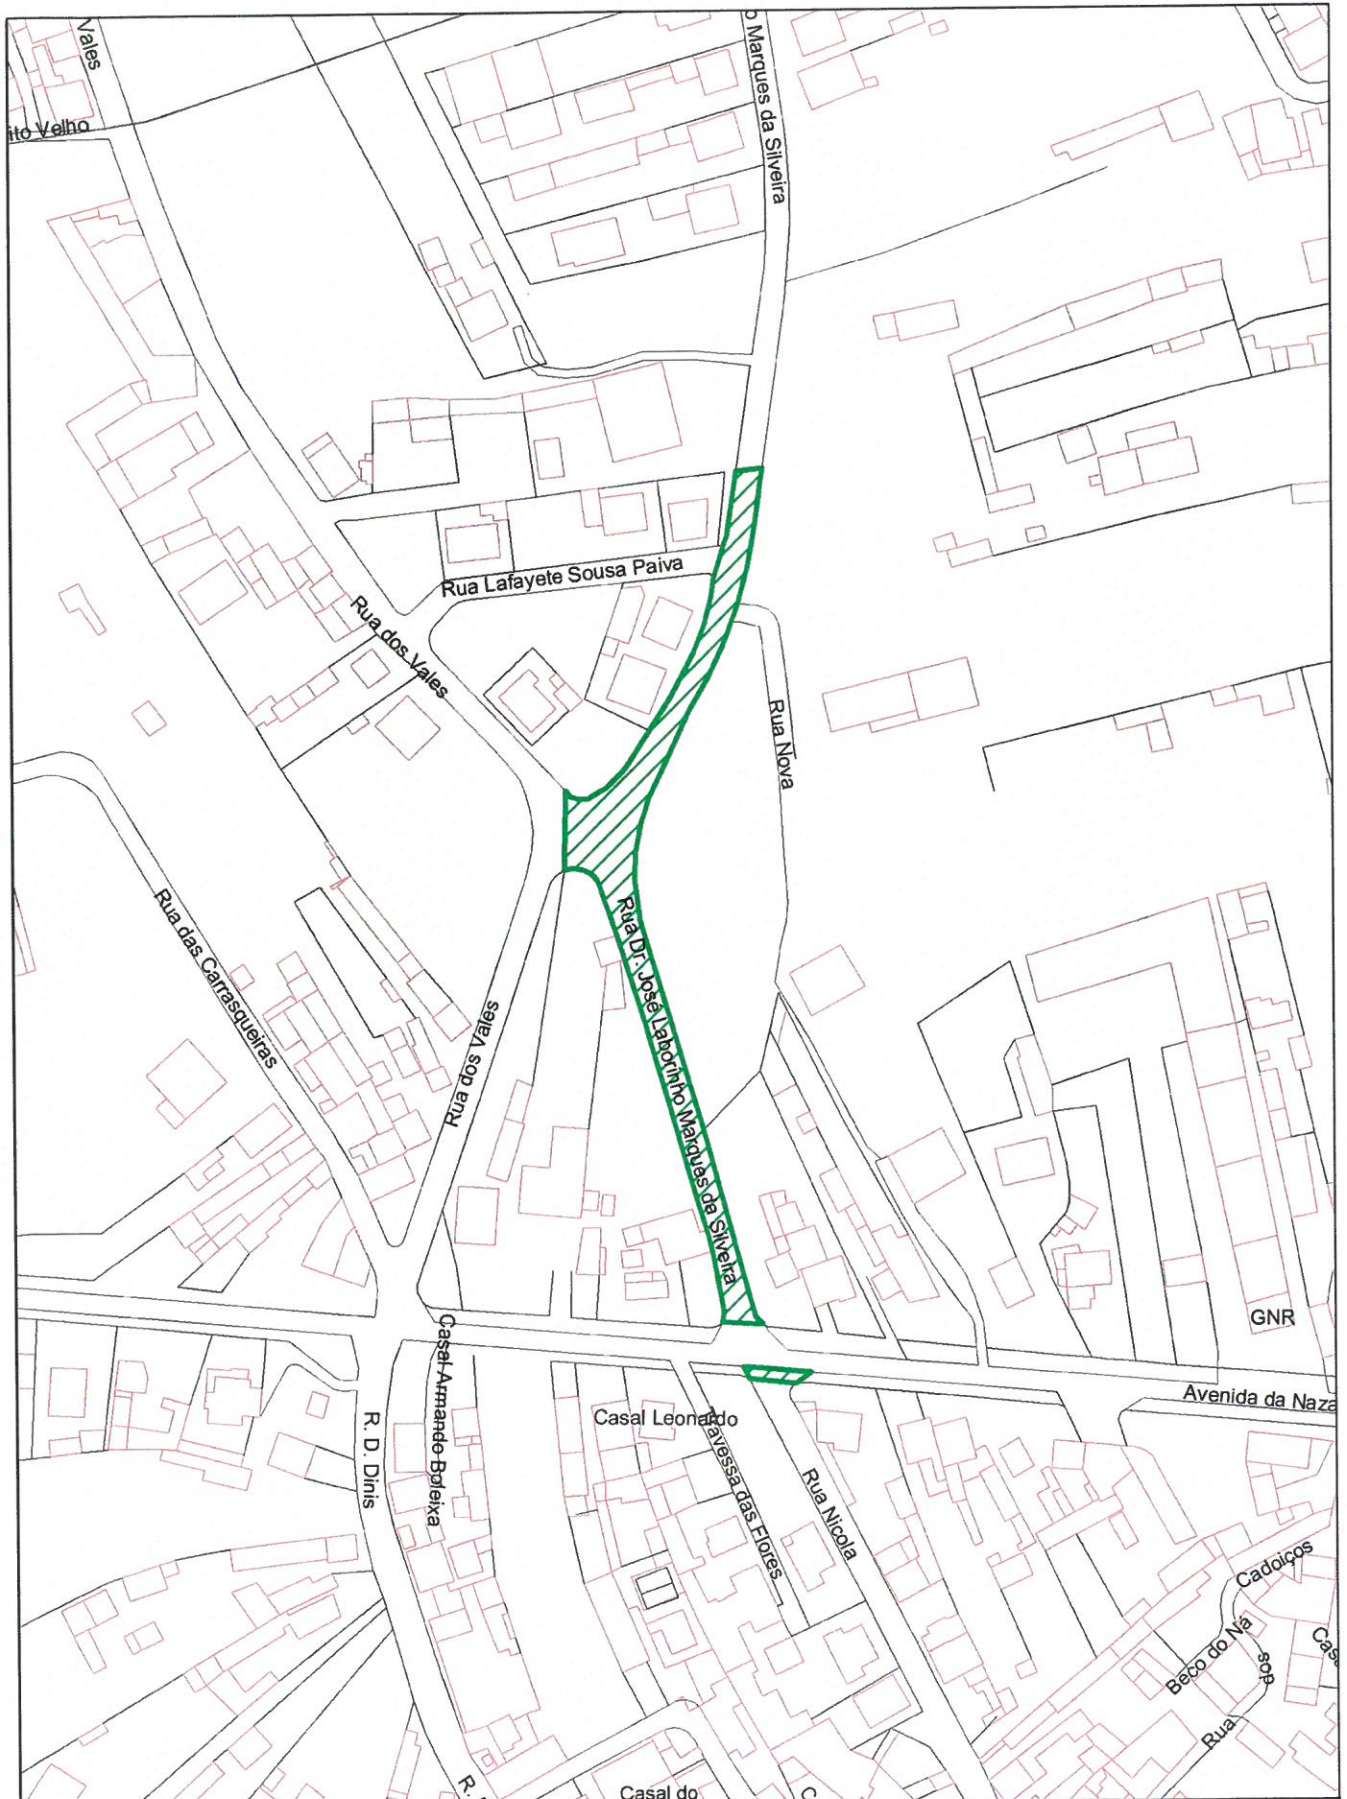 Vales
o Marques da Silveira
ito Velho
Rua Lafayete Sousa Paiva
Rua dos Vales
Rua Nova
Rua das Carrasqueiras
Rua Dr. José Laborinho Marques da Silveira
Rua dos Vales
GNR
Casal Armando Boleixa
Avenida da Naza
R. D. Dinis
Casal Leonardo
Travessa das Flores
Rua Nicola
Cadoiços
Beco do Ná
dos
Cas
Rua
R.
Casal do
C